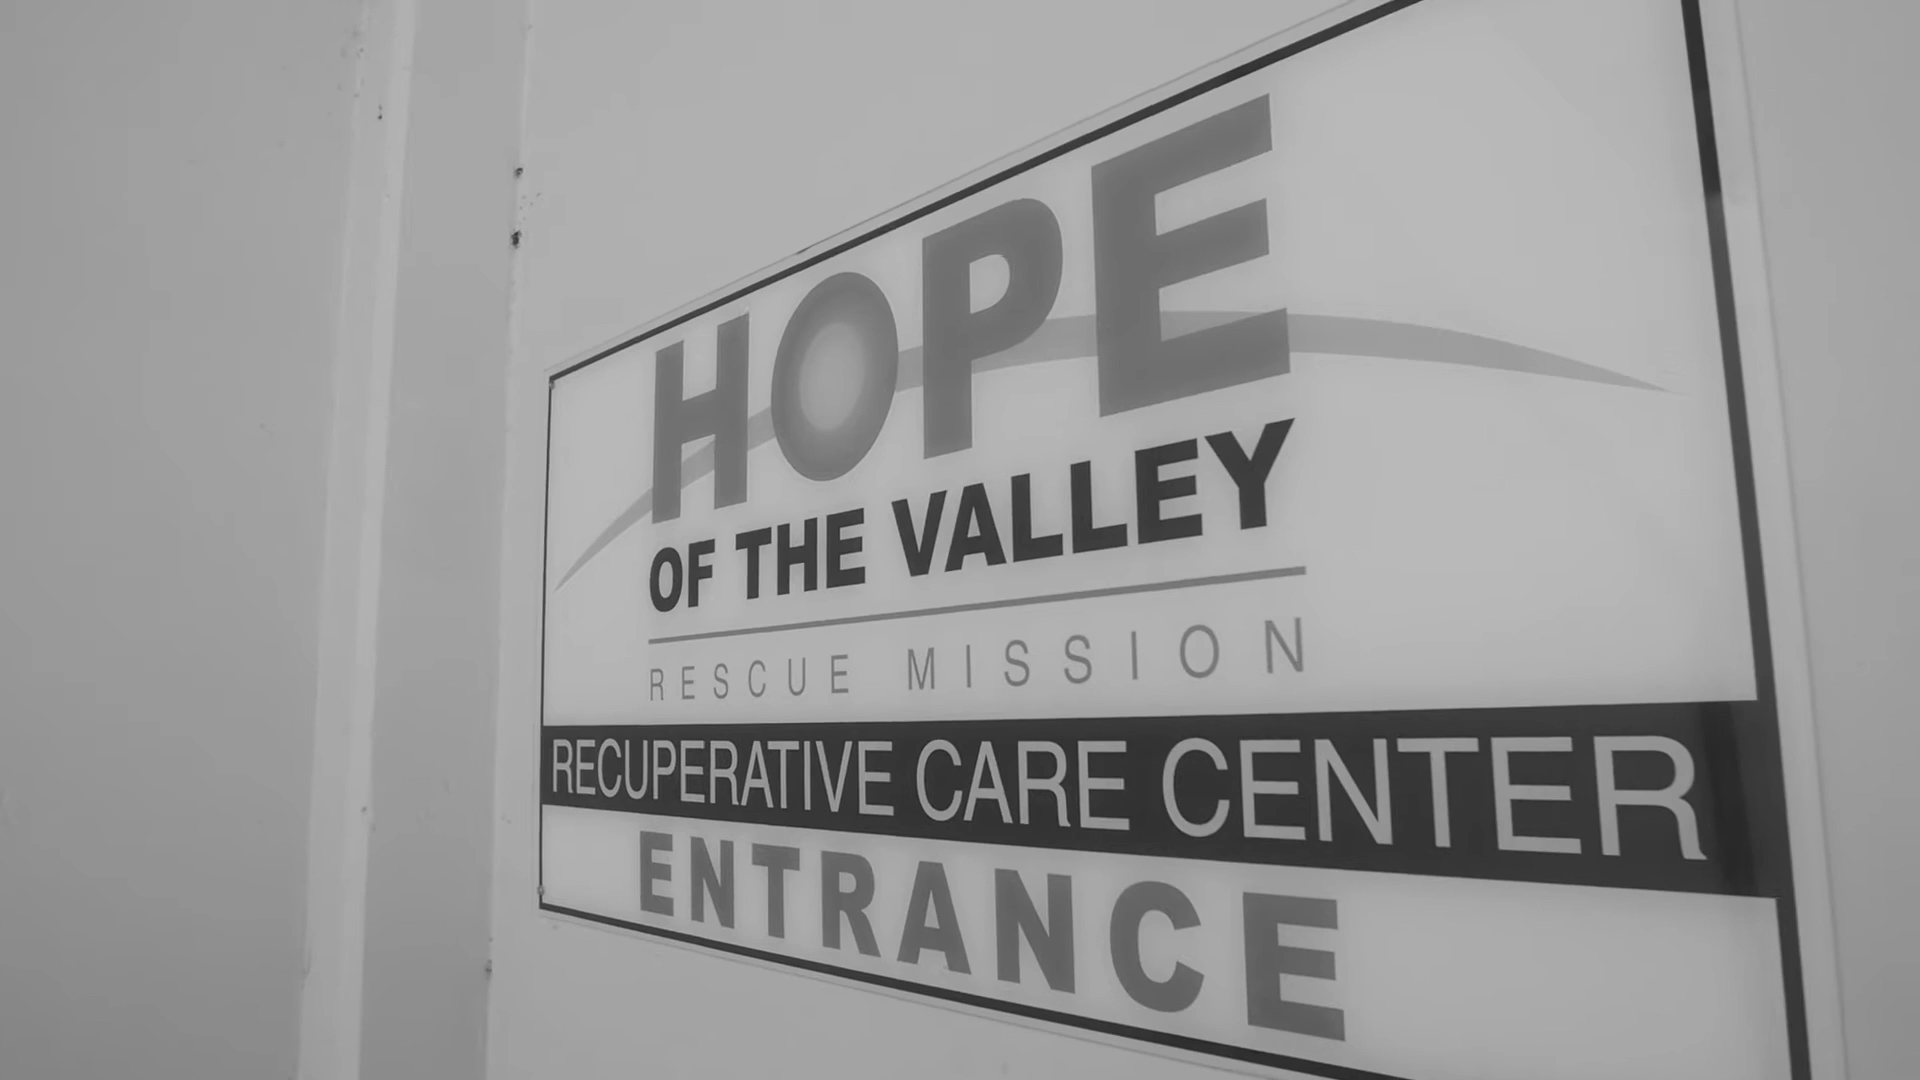 HOPE
OF THE VALLEY
RESCUE MISSION
RECUPERATIVE CARE CENTER
ENTRANCE